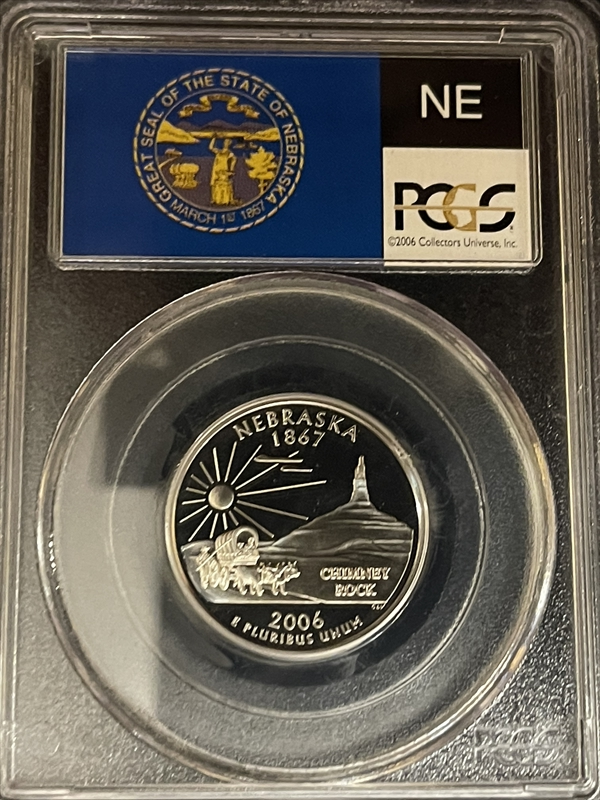 GREAT SEAL OF THE STATE OF NEBRASKA
MARCH 1ST 1867
NE
PCGS
©2006 Collectors Universe, Inc.
NEBRASKA
1867
CHIMNEY
ROCK
2006
E PLURIBUS UNUM
PCGS